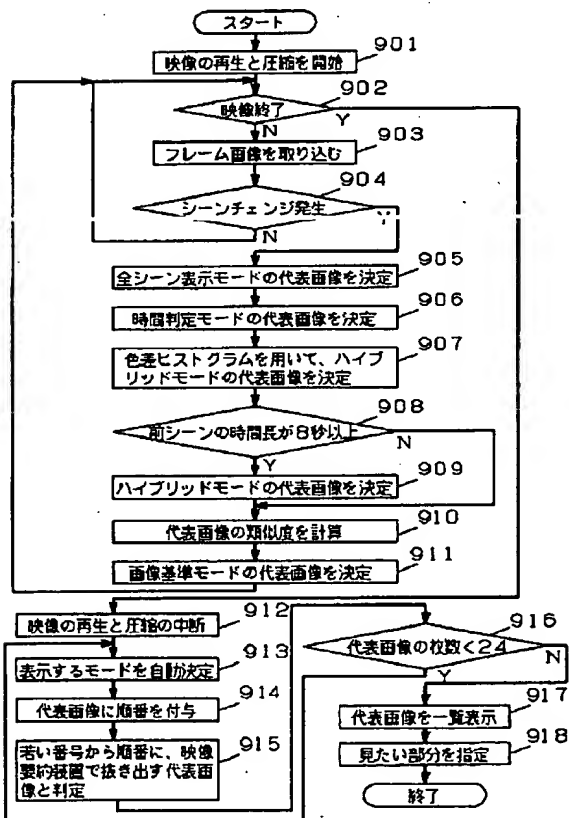 スタート
901
映像の再生と圧縮を開始
902
映像終了
Y
N
903
フレーム画像を取り込む
904
シーンチェンジ発生
Y
N
905
全シーン表示モードの代表画像を決定
906
時間判定モードの代表画像を決定
907
色差ヒストグラムを用いて、ハイブ
リッドモードの代表画像を決定
908
前シーンの時間長が8秒以上
N
Y
909
ハイブリッドモードの代表画像を決定
910
代表画像の類似度を計算
911
画像基準モードの代表画像を決定
912
映像の再生と圧縮の中断
913
表示するモードを自動決定
914
代表画像に順番を付与
915
若い番号から順番に、映像
要約装置で抜き出す代表画
像と判定
916
代表画像の枚数<24
N
Y
917
代表画像を一覧表示
918
見たい部分を指定
終了